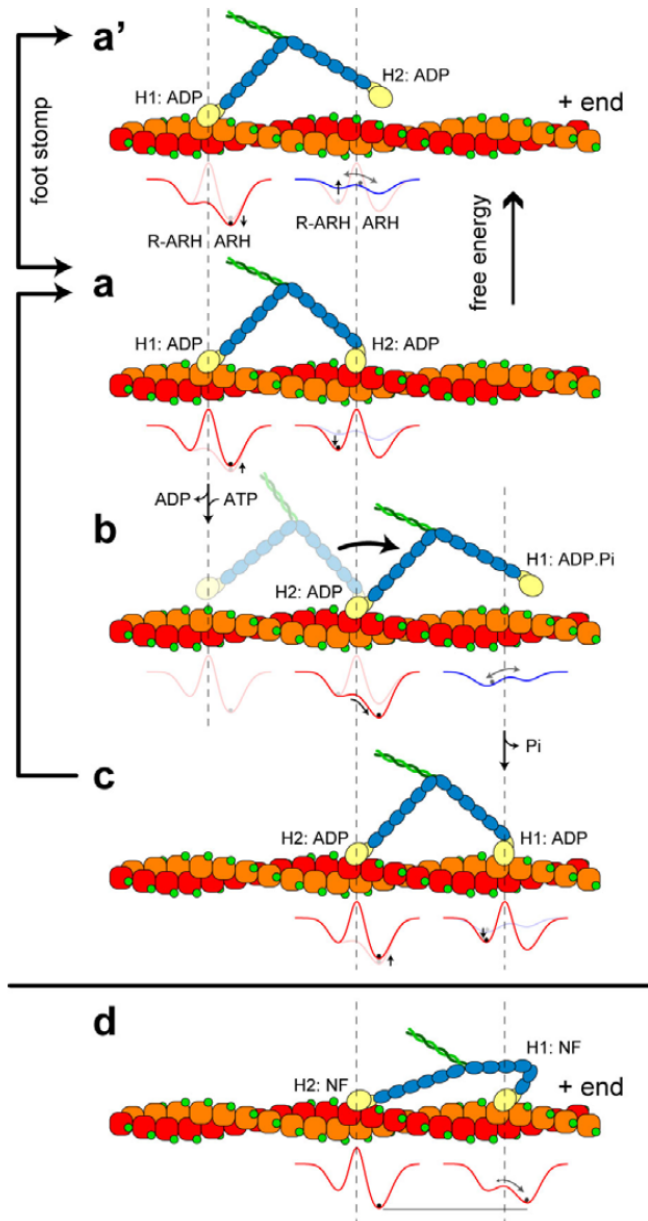 a’
H2: ADP
H1: ADP
+ end
foot stomp
R-ARH ARH
R-ARH ARH
free energy
a
H1: ADP
H2: ADP
ADP ATP
b
H1: ADP.Pi
H2: ADP
Pi
c
H2: ADP
H1: ADP
d
H1: NF
H2: NF
+ end